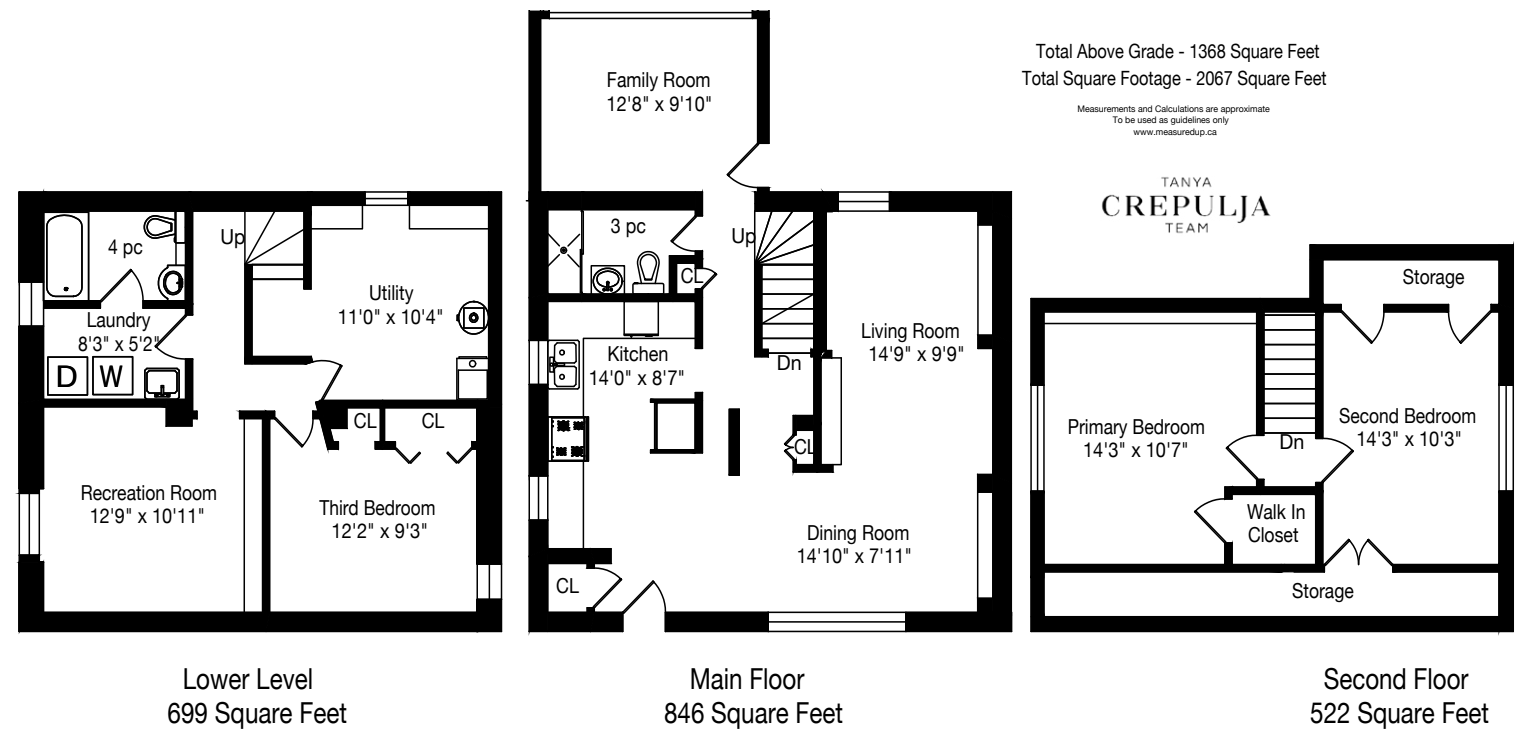 Total Above Grade - 1368 Square Feet
Total Square Footage - 2067 Square Feet
Measurements and Calculations are approximate
To be used as guidelines only
www.measuredup.ca
TANYA
CREPULJA
TEAM
4 pc
Up
Utility
11'0" x 10'4"
Laundry
8'3" x 5'2"
D
W
CL
CL
Recreation Room
12'9" x 10'11"
Third Bedroom
12'2" x 9'3"
Lower Level
699 Square Feet
Family Room
12'8" x 9'10"
3 pc
Up
CL
Living Room
14'9" x 9'9"
Kitchen
14'0" x 8'7"
Dn
CL
Dining Room
14'10" x 7'11"
CL
Main Floor
846 Square Feet
Storage
Primary Bedroom
14'3" x 10'7"
Second Bedroom
14'3" x 10'3"
Dn
Walk In
Closet
Storage
Second Floor
522 Square Feet